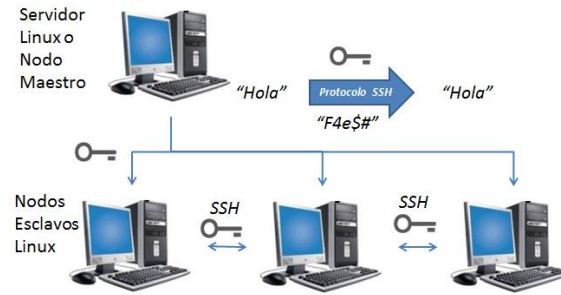 Servidor
Linux o
Nodo
Maestro
“Hola”
Protocolo SSH
“Hola”
“F4e$#”
Nodos
Esclavos
Linux
SSH
SSH